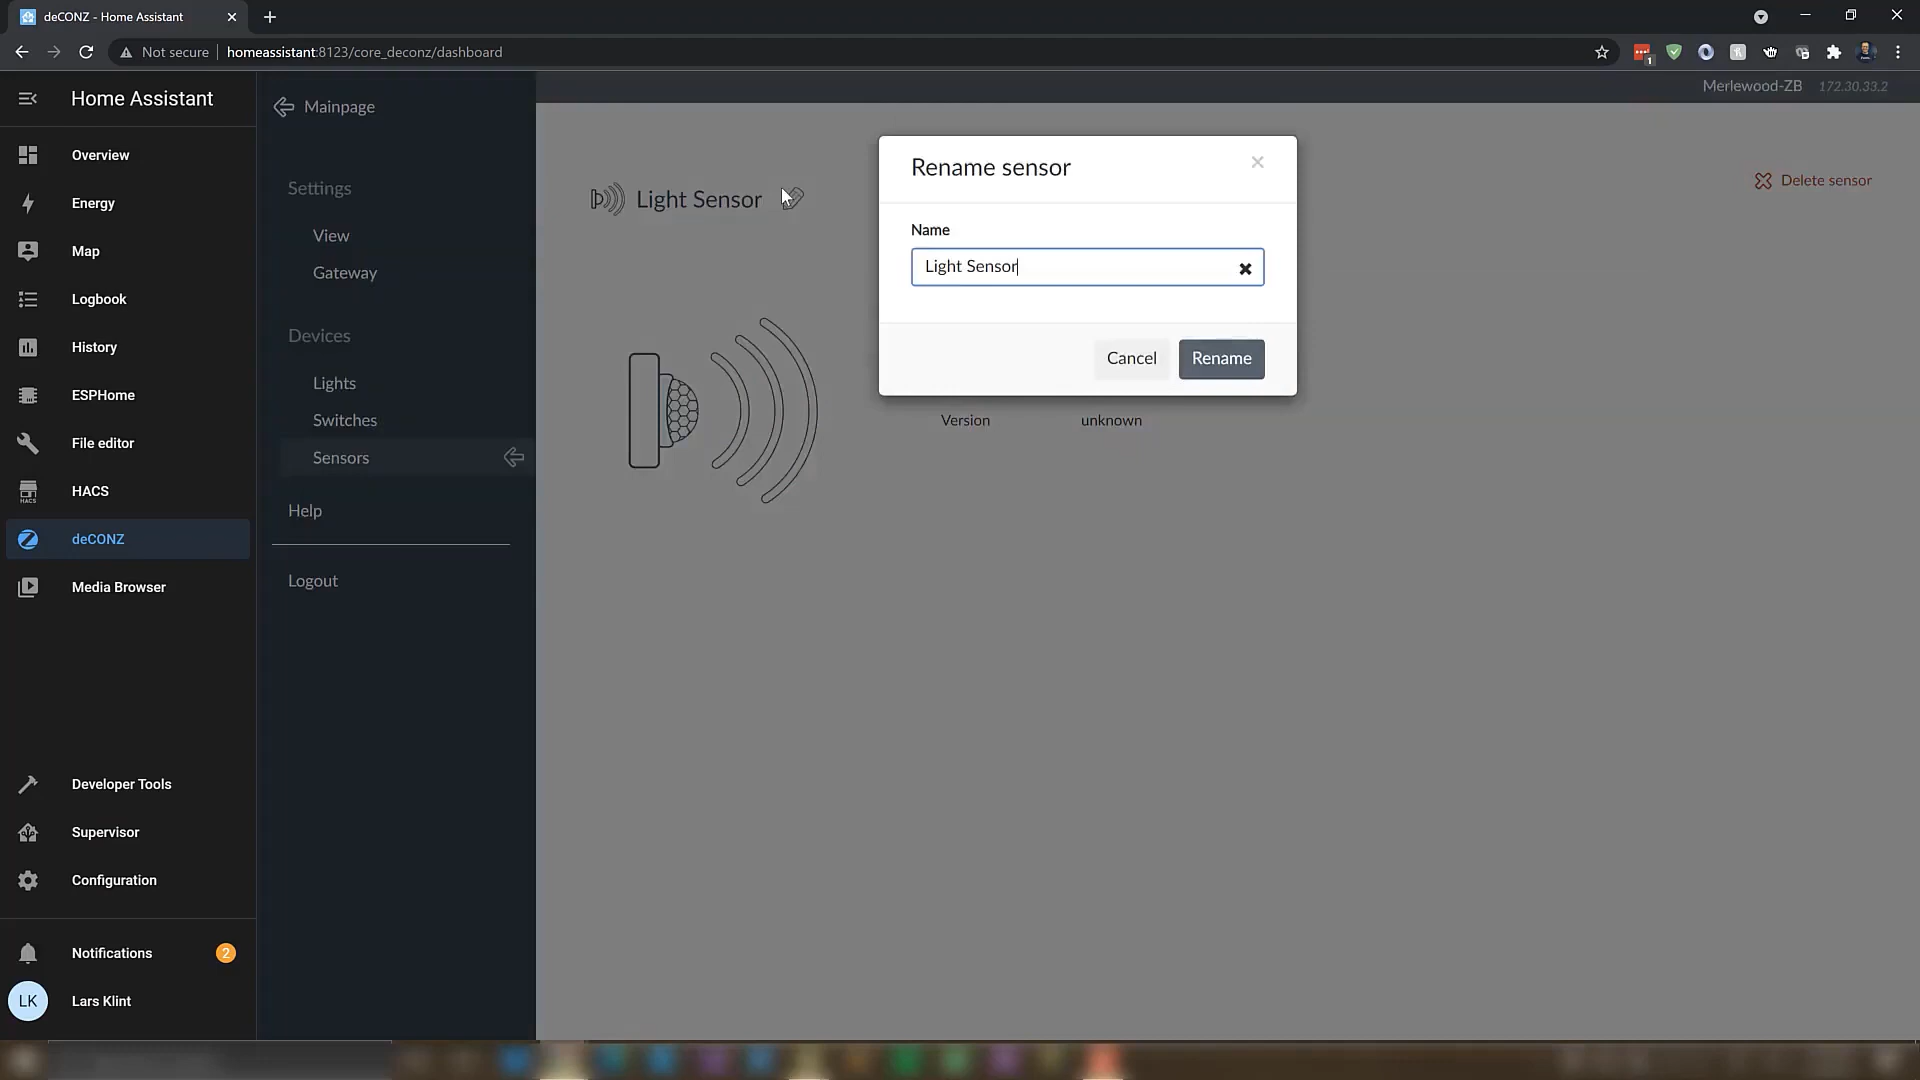 deCONZ - Home Assistant
Not secure homeassistant:8123/core_deconz/dashboard
1
Home Assistant
Overview
Energy
Map
Logbook
History
ESPHome
File editor
HACS
HACS
deCONZ
Media Browser
Developer Tools
Supervisor
Configuration
Notifications 2
LK Lars Klint
Mainpage
Settings
View
Gateway
Devices
Lights
Switches
Sensors
Help
Logout
Merlewood-ZB 172.30.33.2
Light Sensor
Delete sensor
Rename sensor
Name
Light Sensor
Cancel Rename
Version unknown